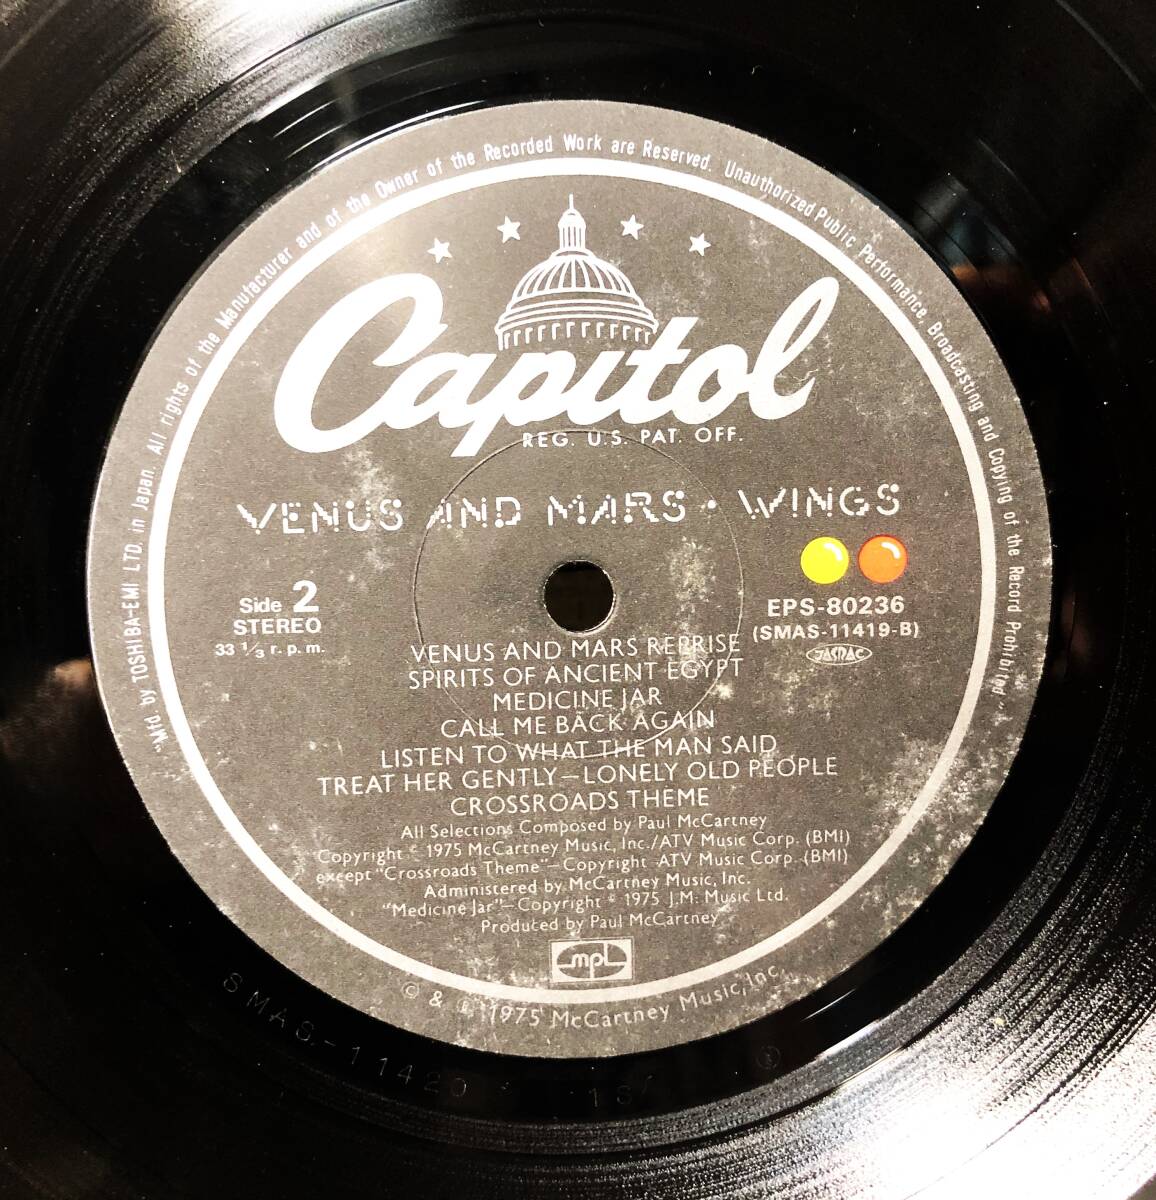 "Mfd by TOSHIBA-EMI LTD. in Japan. All rights of the Manufacturer and of the Owner of the Recorded Work are Reserved. Unauthorized Public Performance, Broadcasting and Copying of the Record Prohibited"
Capitol
REG. U.S. PAT. OFF.
VENUS AND MARS • WINGS
Side 2
STEREO
33 1/3 r.p.m.
EPS-80236
(SMAS-11419-B)
JASRAC
VENUS AND MARS REPRISE
SPIRITS OF ANCIENT EGYPT
MEDICINE JAR
CALL ME BACK AGAIN
LISTEN TO WHAT THE MAN SAID
TREAT HER GENTLY—LONELY OLD PEOPLE
CROSSROADS THEME
All Selections Composed by Paul McCartney
Copyright © 1975 McCartney Music, Inc./ATV Music Corp. (BMI)
except "Crossroads Theme"—Copyright ATV Music Corp. (BMI)
Administered by McCartney Music, Inc.
"Medicine Jar"—Copyright © 1975 J.M. Music Ltd.
Produced by Paul McCartney
mpl
© & ℗ 1975 McCartney Music, Inc.
SMAS-11420